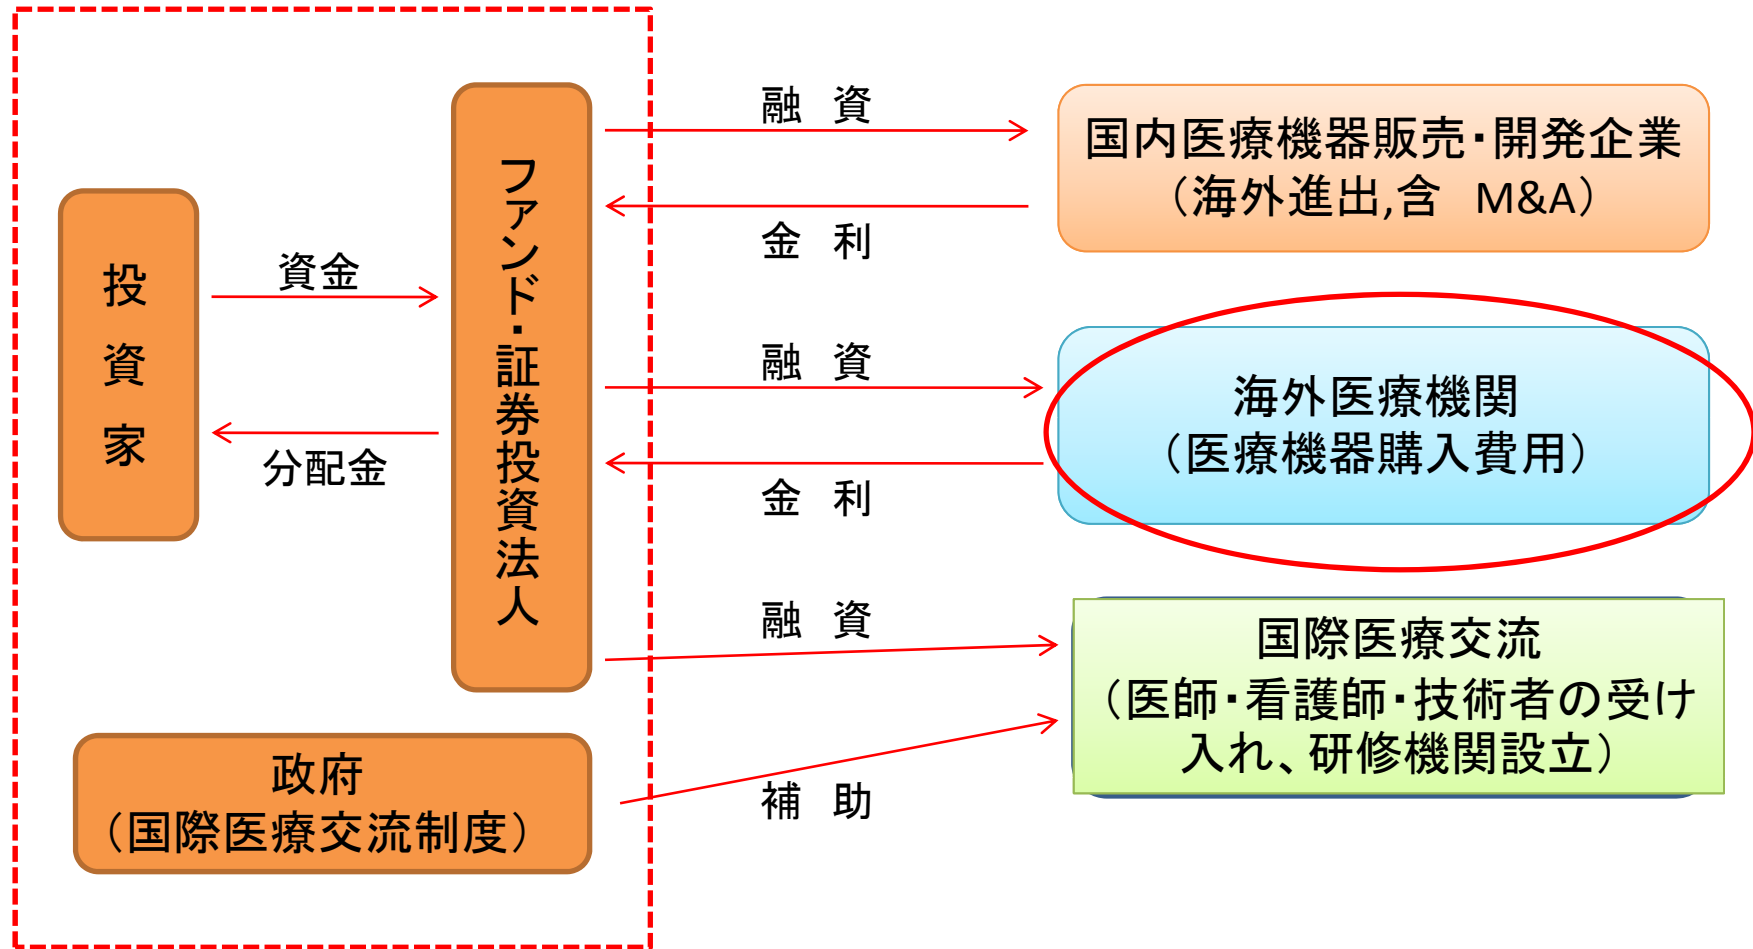 投資家
資金
分配金
ファンド・証券投資法人
政府
（国際医療交流制度）
融　資
金　利
融　資
金　利
融　資
補　助
国内医療機器販売・開発企業
（海外進出,含　M&A）
海外医療機関
（医療機器購入費用）
国際医療交流
（医師・看護師・技術者の受け
入れ、研修機関設立）